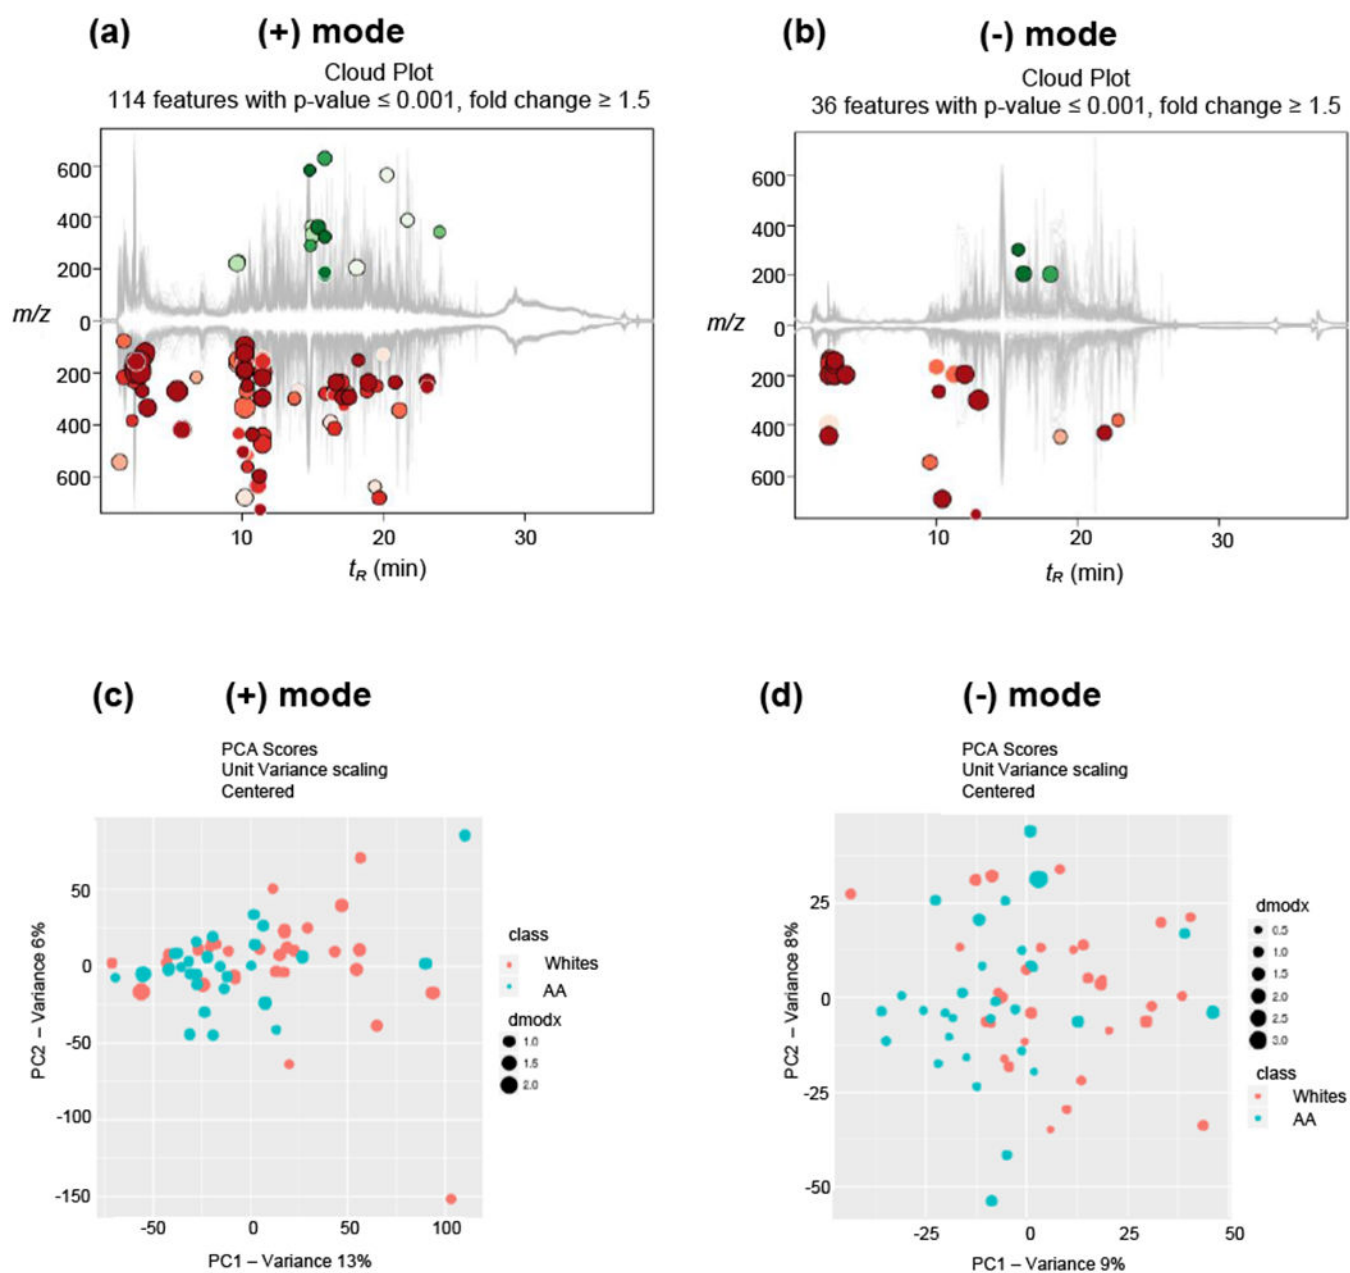 (a) (+) mode
Cloud Plot
114 features with p-value ≤ 0.001, fold change ≥ 1.5
600
400
200
m/z
0
200
400
600
10 20 30
tR (min)
(b) (-) mode
Cloud Plot
36 features with p-value ≤ 0.001, fold change ≥ 1.5
600
400
200
m/z
0
200
400
600
10 20 30
tR (min)
(c) (+) mode
PCA Scores
Unit Variance scaling
Centered
PC2 – Variance 6%
50
0
-50
-100
-150
-50 0 50 100
PC1 – Variance 13%
class
Whites
AA
dmodx
1.0
1.5
2.0
(d) (-) mode
PCA Scores
Unit Variance scaling
Centered
PC2 – Variance 8%
25
0
-25
-50
-25 0 25 50
PC1 – Variance 9%
dmodx
0.5
1.0
1.5
2.0
2.5
3.0
class
Whites
AA